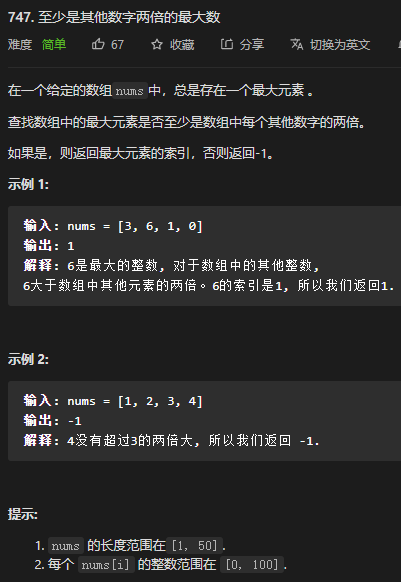 747. 至少是其他数字两倍的最大数
难度 简单 67 收藏 分享 切换为英文
在一个给定的数组nums中，总是存在一个最大元素 。
查找数组中的最大元素是否至少是数组中每个其他数字的两倍。
如果是，则返回最大元素的索引，否则返回-1。
示例 1:
输入: nums = [3, 6, 1, 0]
输出: 1
解释: 6是最大的整数, 对于数组中的其他整数,
6大于数组中其他元素的两倍。6的索引是1, 所以我们返回1.
示例 2:
输入: nums = [1, 2, 3, 4]
输出: -1
解释: 4没有超过3的两倍大, 所以我们返回 -1.
提示:
1. nums 的长度范围在 [1, 50].
2. 每个 nums[i] 的整数范围在 [0, 100].